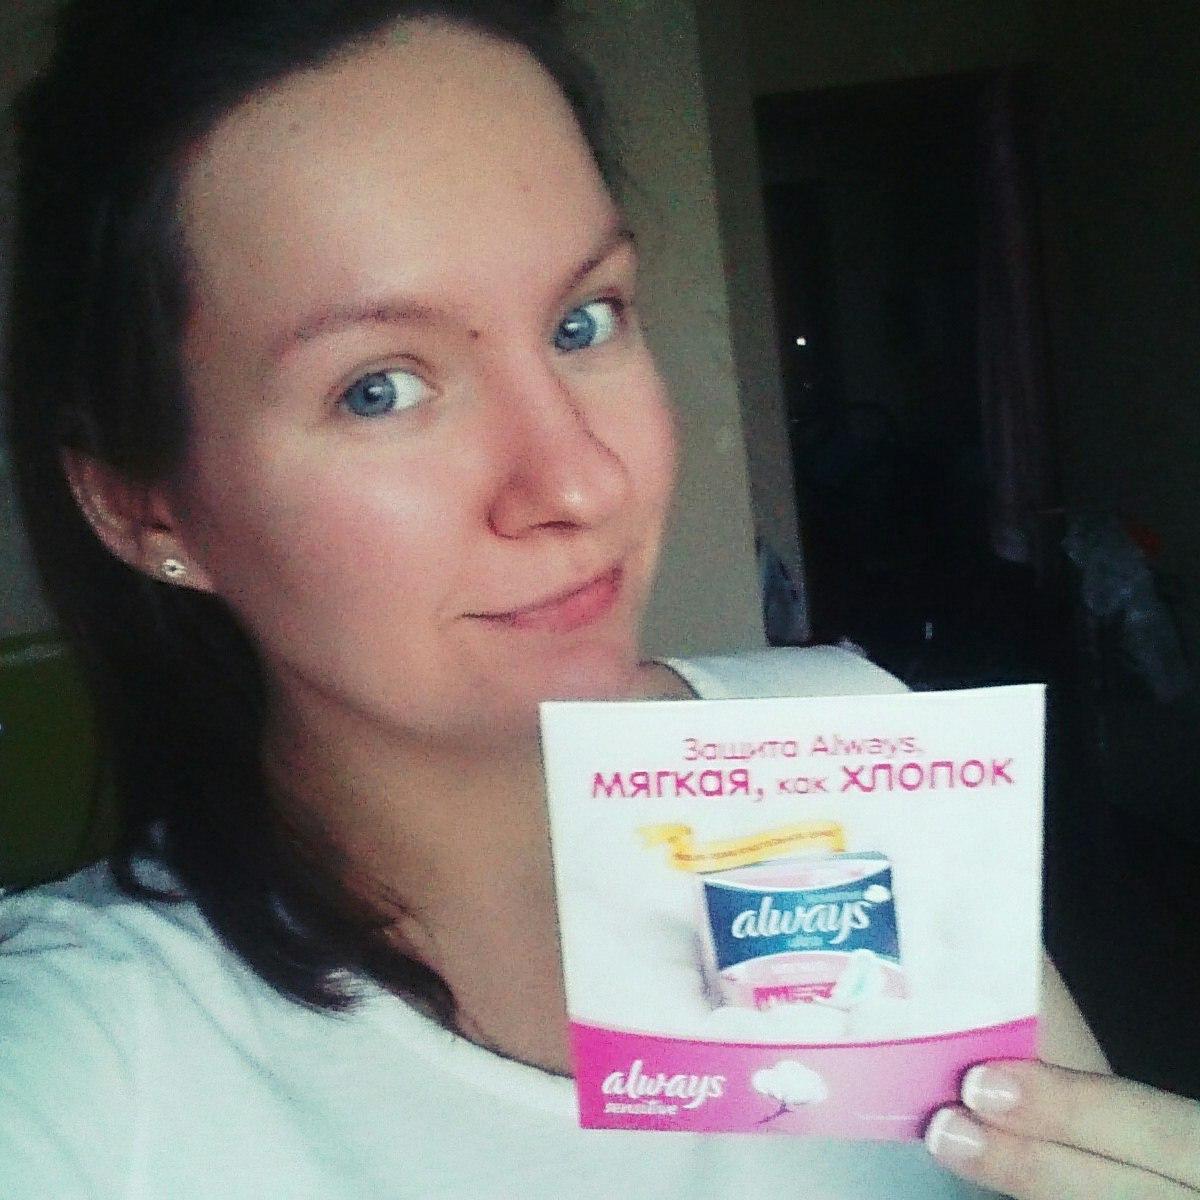 Защита Always,
мягкая, как хлопок
always
always
sensitive